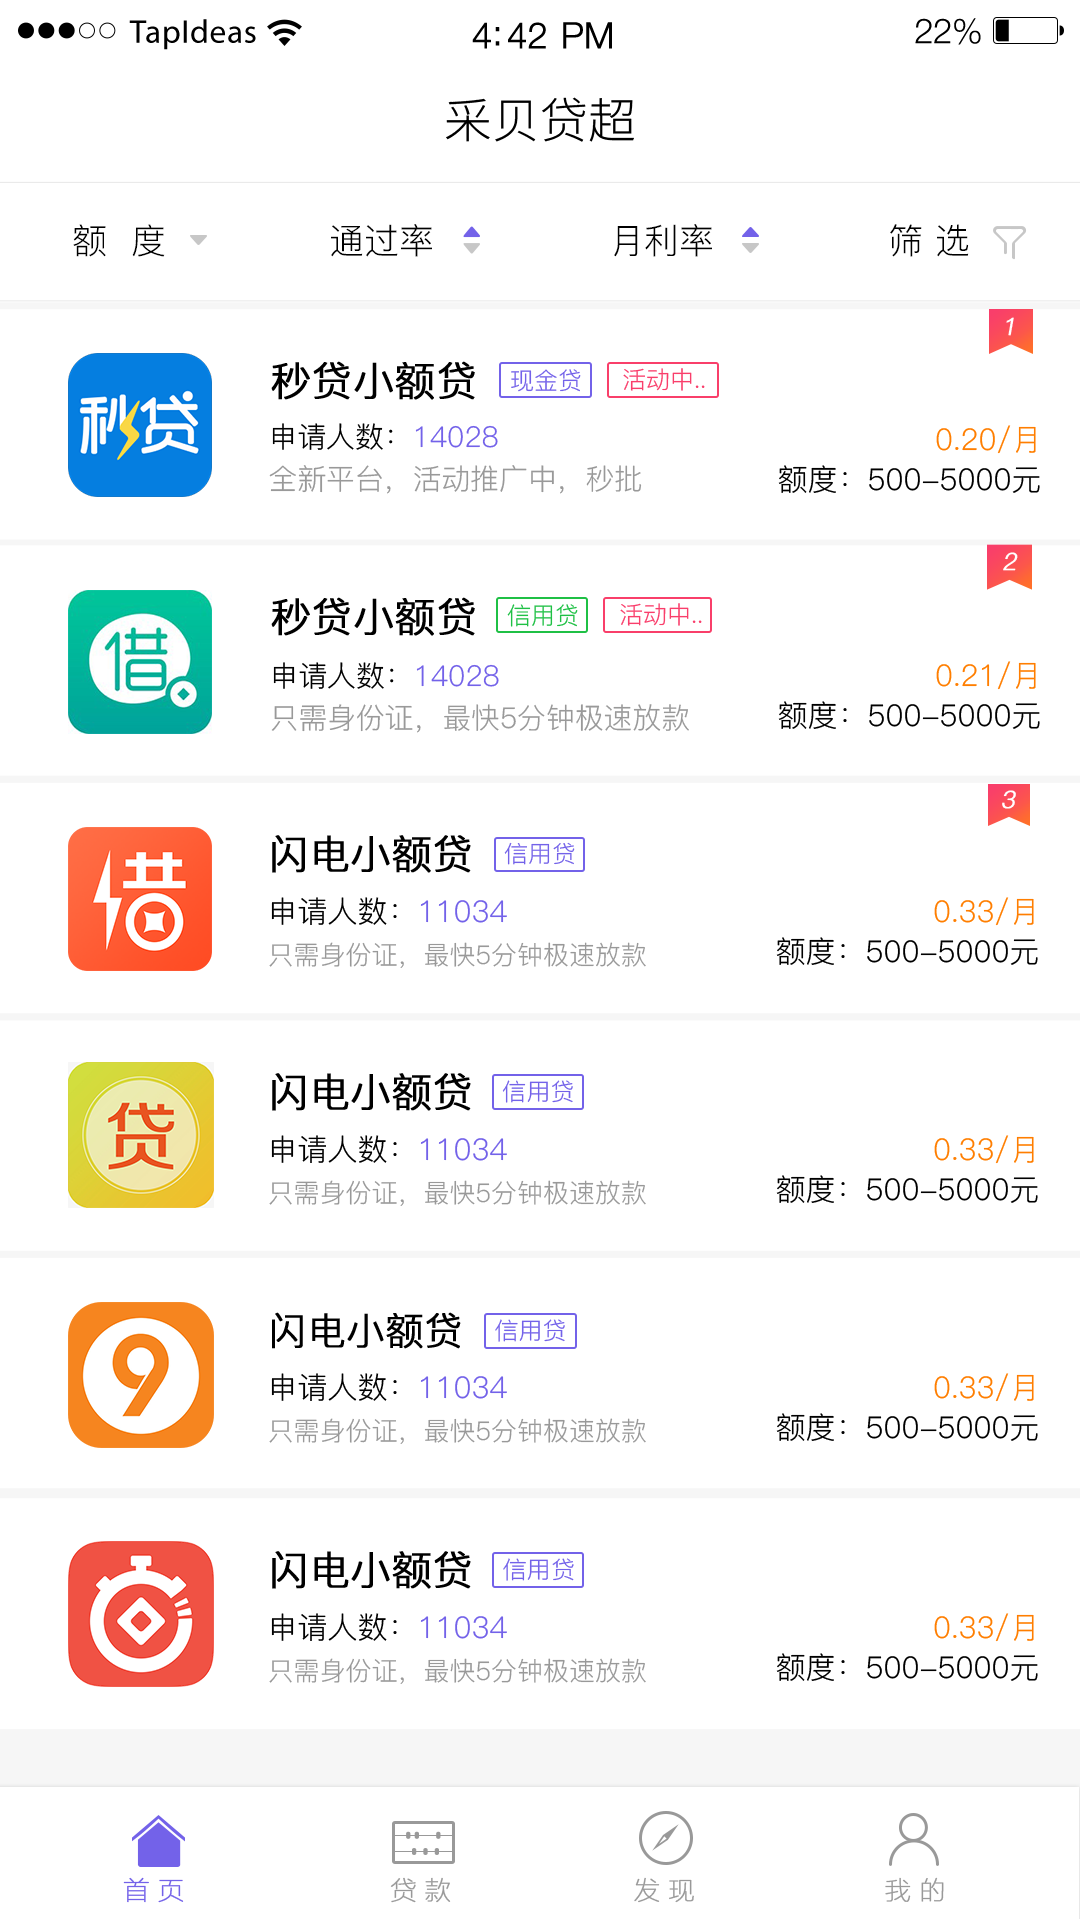 TapIdeas 4:42 PM 22%
采贝贷超
额 度 通过率 月利率 筛 选
1
秒贷
秒贷小额贷 现金贷 活动中..
申请人数: 14028 0.20/月
全新平台，活动推广中，秒批 额度: 500-5000元
2
借
秒贷小额贷 信用贷 活动中..
申请人数: 14028 0.21/月
只需身份证，最快5分钟极速放款 额度: 500-5000元
3
借
闪电小额贷 信用贷
申请人数: 11034 0.33/月
只需身份证，最快5分钟极速放款 额度: 500-5000元
贷
闪电小额贷 信用贷
申请人数: 11034 0.33/月
只需身份证，最快5分钟极速放款 额度: 500-5000元
9
闪电小额贷 信用贷
申请人数: 11034 0.33/月
只需身份证，最快5分钟极速放款 额度: 500-5000元
闪电小额贷 信用贷
申请人数: 11034 0.33/月
只需身份证，最快5分钟极速放款 额度: 500-5000元
首 页 贷 款 发 现 我 的